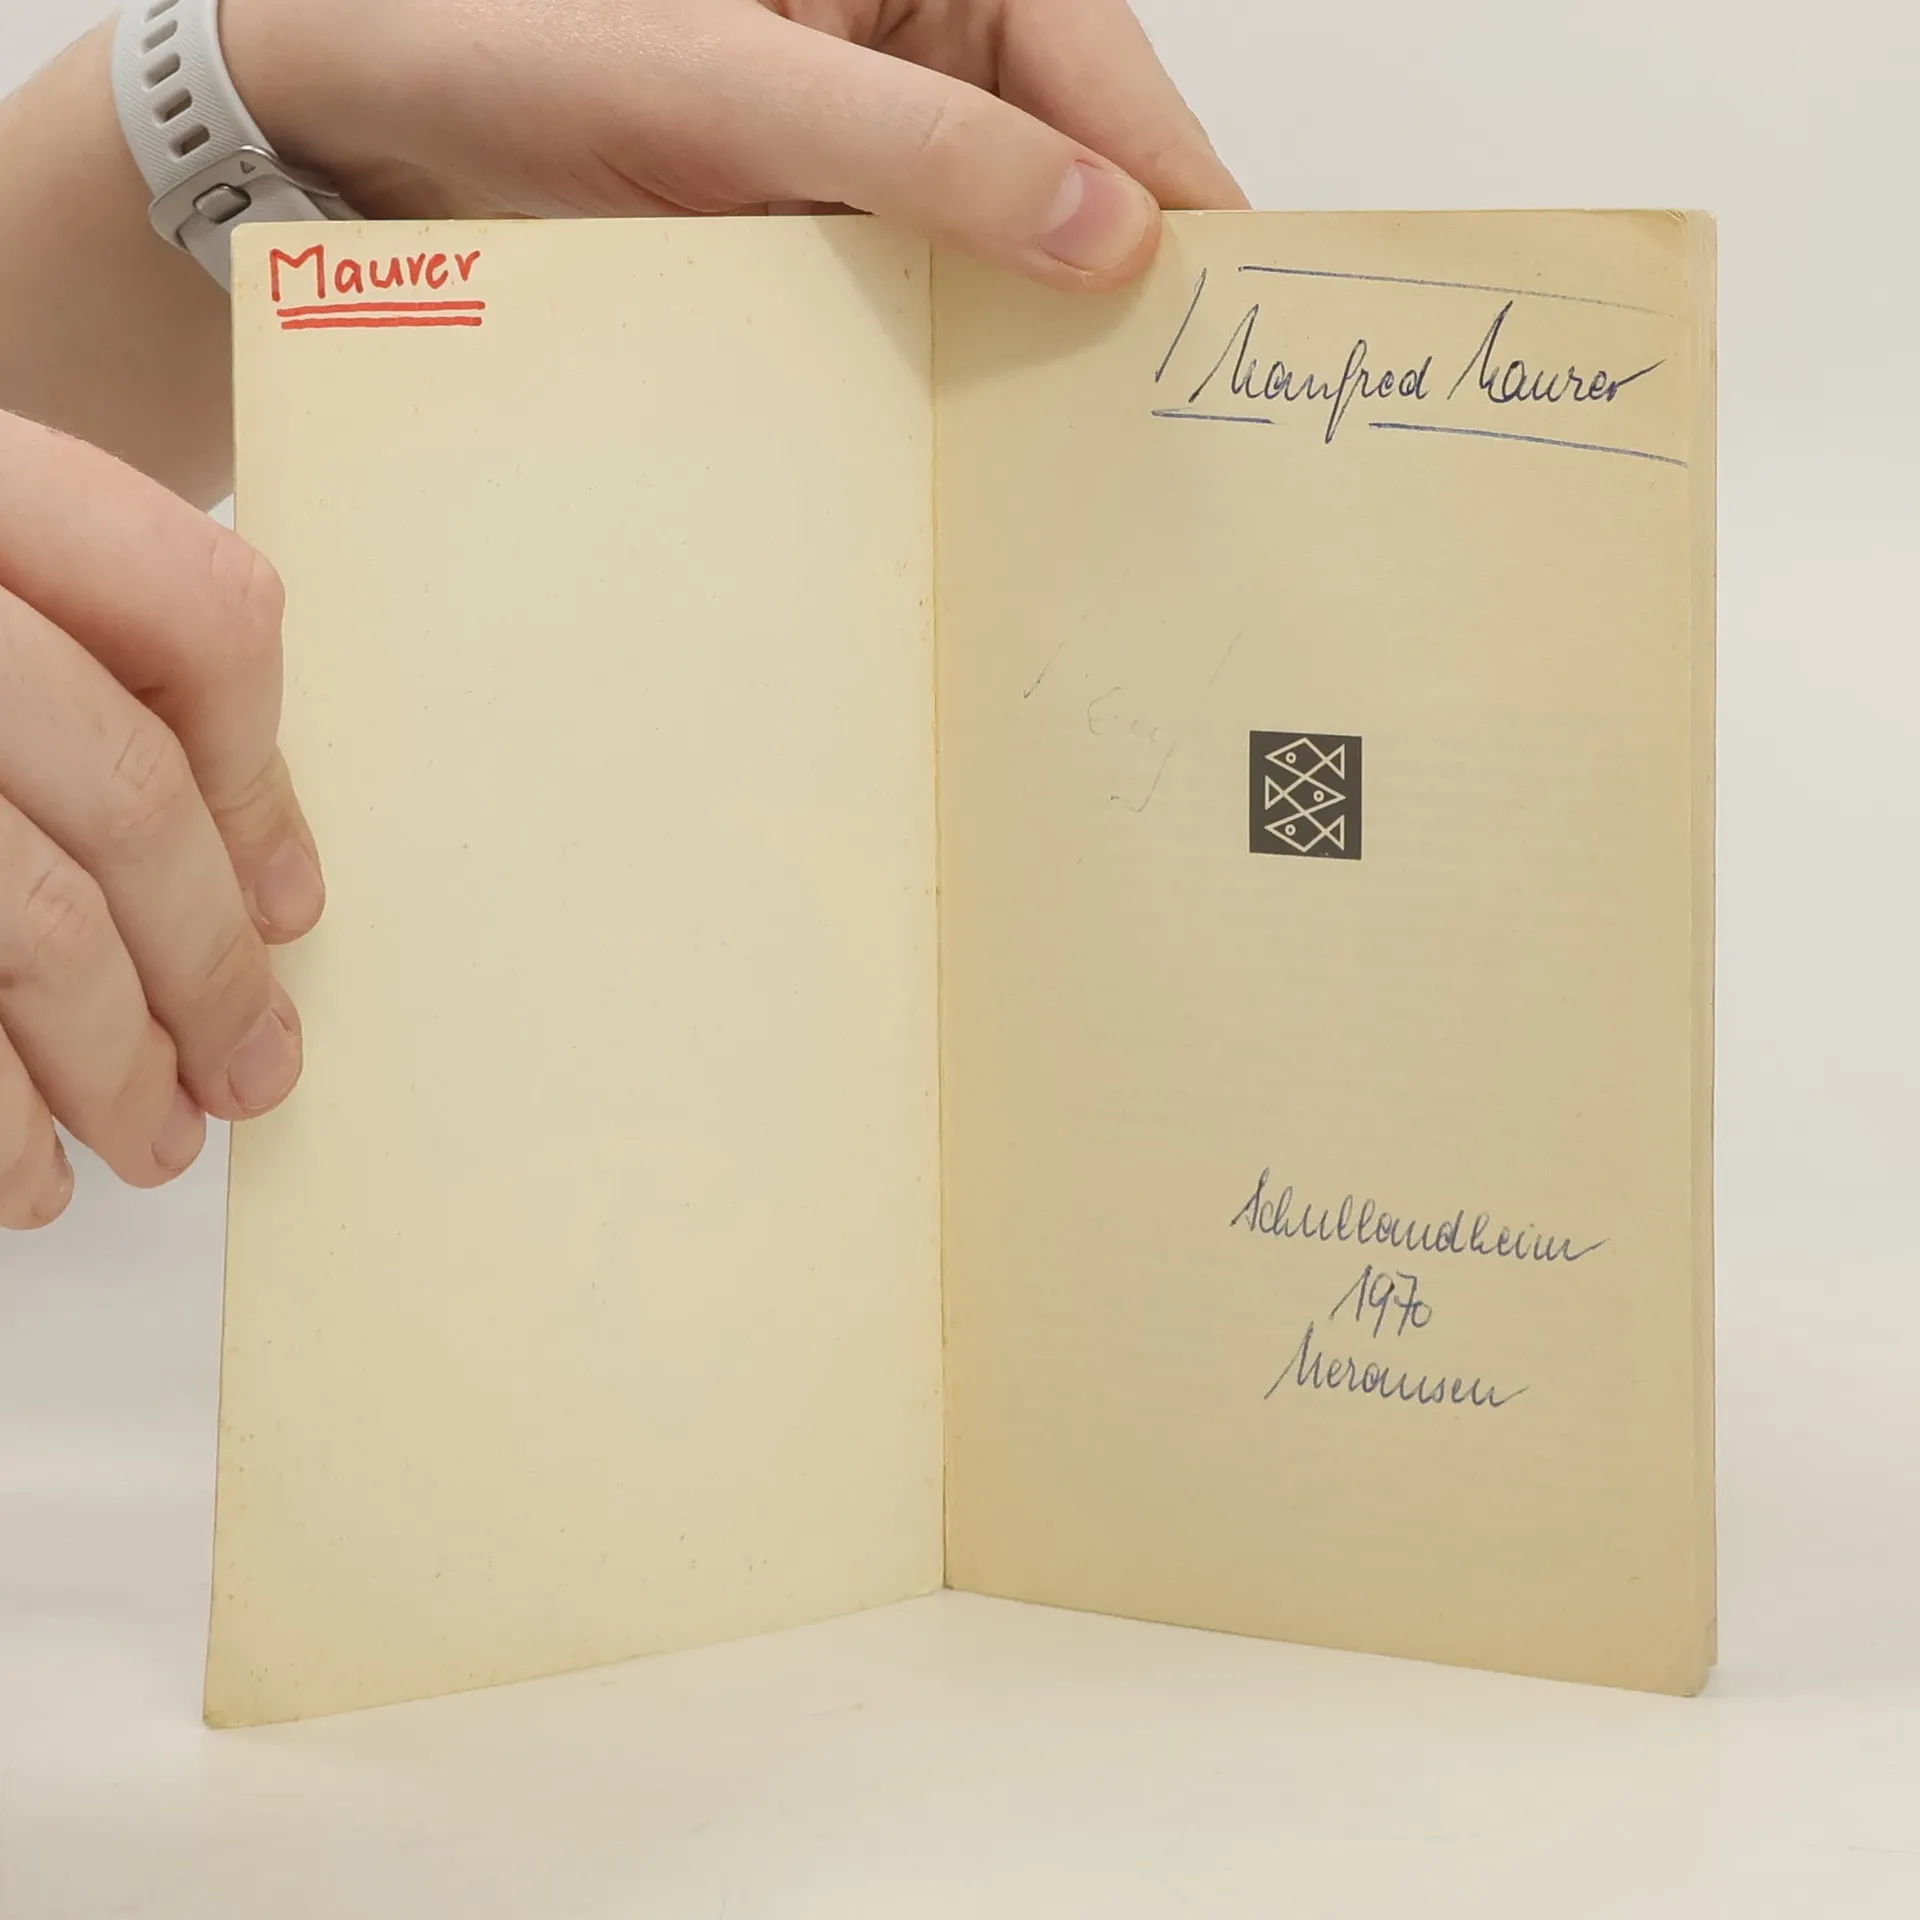 Maurer
Manfred Maurer
Schullandheim
1970
Meransen